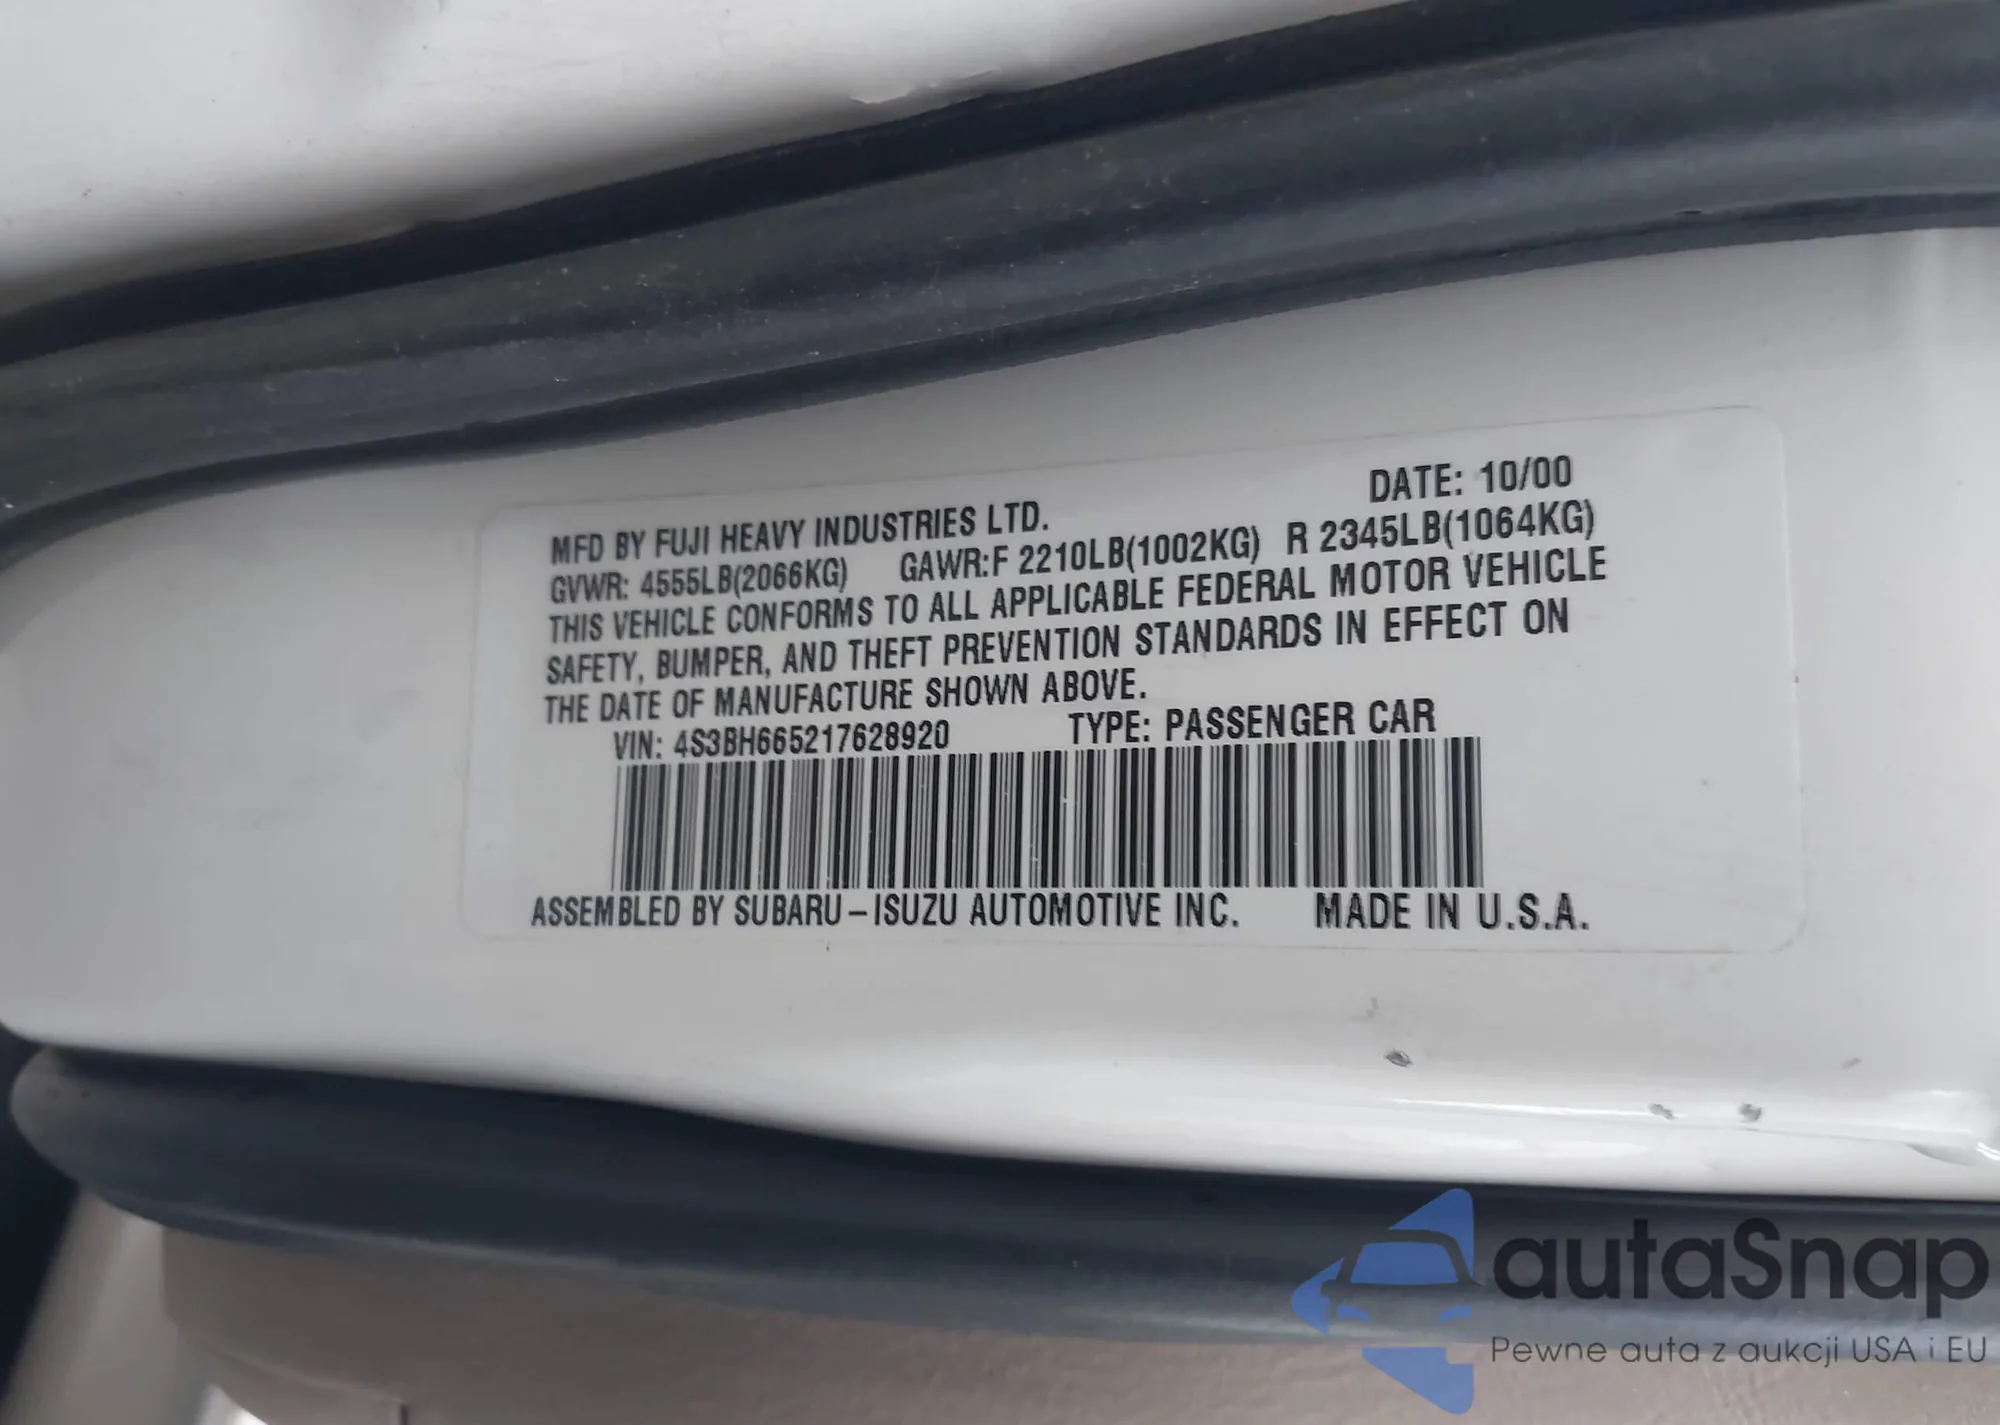 DATE: 10/00
MFD BY FUJI HEAVY INDUSTRIES LTD.
GVWR: 4555LB(2066KG) GAWR:F 2210LB(1002KG) R 2345LB(1064KG)
THIS VEHICLE CONFORMS TO ALL APPLICABLE FEDERAL MOTOR VEHICLE
SAFETY, BUMPER, AND THEFT PREVENTION STANDARDS IN EFFECT ON
THE DATE OF MANUFACTURE SHOWN ABOVE.
VIN: 4S3BH665217628920 TYPE: PASSENGER CAR
ASSEMBLED BY SUBARU-ISUZU AUTOMOTIVE INC. MADE IN U.S.A.
autaSnap
Pewne auta z aukcji USA i EU